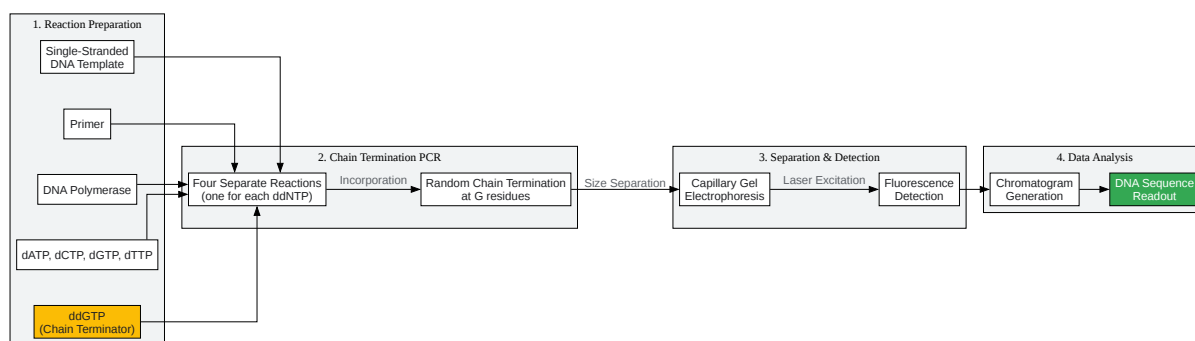 1. Reaction Preparation
Single-Stranded
DNA Template
Primer
DNA Polymerase
dATP, dCTP, dGTP, dTTP
ddGTP
(Chain Terminator)
2. Chain Termination PCR
Four Separate Reactions
(one for each ddNTP)
Incorporation
Random Chain Termination
at G residues
Size Separation
3. Separation & Detection
Capillary Gel
Electrophoresis
Laser Excitation
Fluorescence
Detection
4. Data Analysis
Chromatogram
Generation
DNA Sequence
Readout